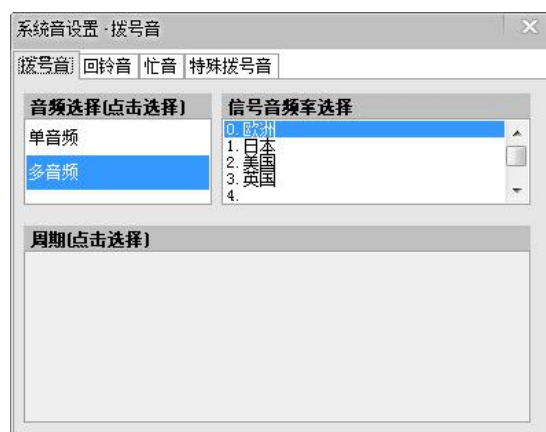 系统音设置 - 拨号音
拨号音 回铃音 忙音 特殊拨号音
音频选择(点击选择) 信号音频率选择
单音频
多音频
0. 欧洲
1. 日本
2. 美国
3. 英国
4.
周期(点击选择)